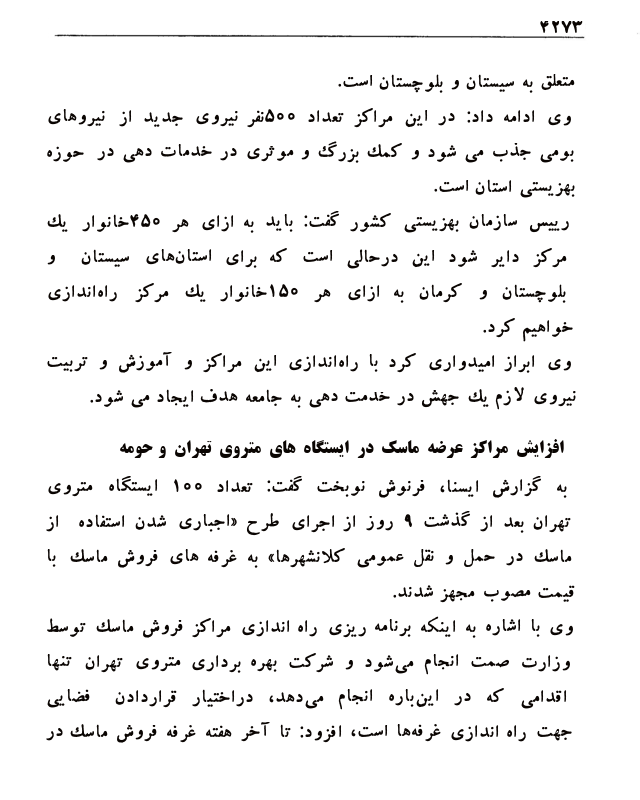 ۴۲۷۳
متعلق به سیستان و بلوچستان است.
وی ادامه داد: در این مراکز تعداد ۵۰۰نفر نیروی جدید از نیروهای
بومی جذب می شود و کمك بزرگ و موثری در خدمات دهی در حوزه
بهزیستی استان است.
رییس سازمان بهزیستی کشور گفت: باید به ازای هر ۴۵۰خانوار یك
مرکز دایر شود این درحالی است که برای استان‌های سیستان و
بلوچستان و کرمان به ازای هر ۱۵۰خانوار یك مرکز راه‌اندازی
خواهیم کرد.
وی ابراز امیدواری کرد با راه‌اندازی این مراکز و آموزش و تربیت
نیروی لازم یك جهش در خدمت دهی به جامعه هدف ایجاد می شود.
افزایش مراکز عرضه ماسک در ایستگاه های متروی تهران و حومه
به گزارش ایسنا، فرنوش نوبخت گفت: تعداد ۱۰۰ ایستگاه متروی
تهران بعد از گذشت ۹ روز از اجرای طرح «اجباری شدن استفاده از
ماسك در حمل و نقل عمومی کلانشهرها» به غرفه های فروش ماسك با
قیمت مصوب مجهز شدند.
وی با اشاره به اینکه برنامه ریزی راه اندازی مراکز فروش ماسك توسط
وزارت صمت انجام می‌شود و شرکت بهره برداری متروی تهران تنها
اقدامی که در این‌باره انجام می‌دهد، دراختیار قراردادن فضایی
جهت راه اندازی غرفه‌ها است، افزود: تا آخر هفته غرفه فروش ماسك در